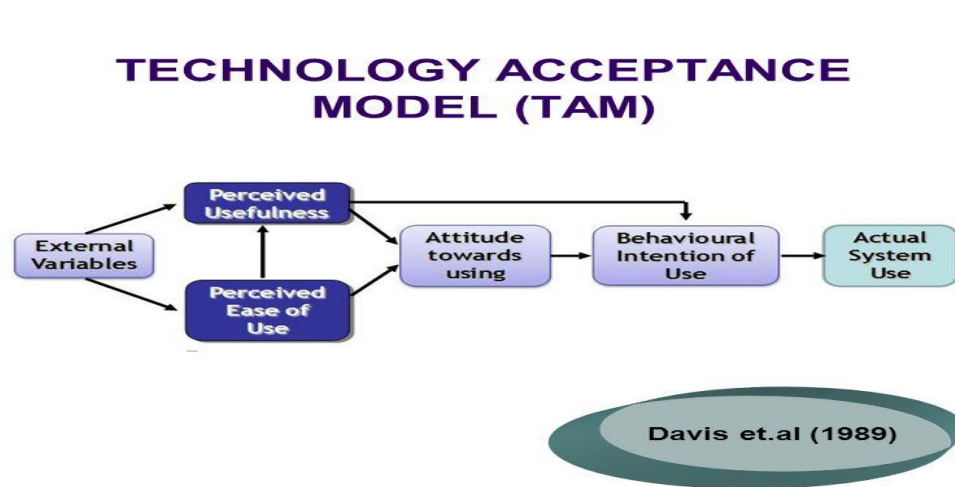 TECHNOLOGY ACCEPTANCE
MODEL (TAM)
Perceived
Usefulness
External
Variables
Attitude
towards
using
Behavioural
Intention of
Use
Actual
System
Use
Perceived
Ease of
Use
Davis et.al (1989)